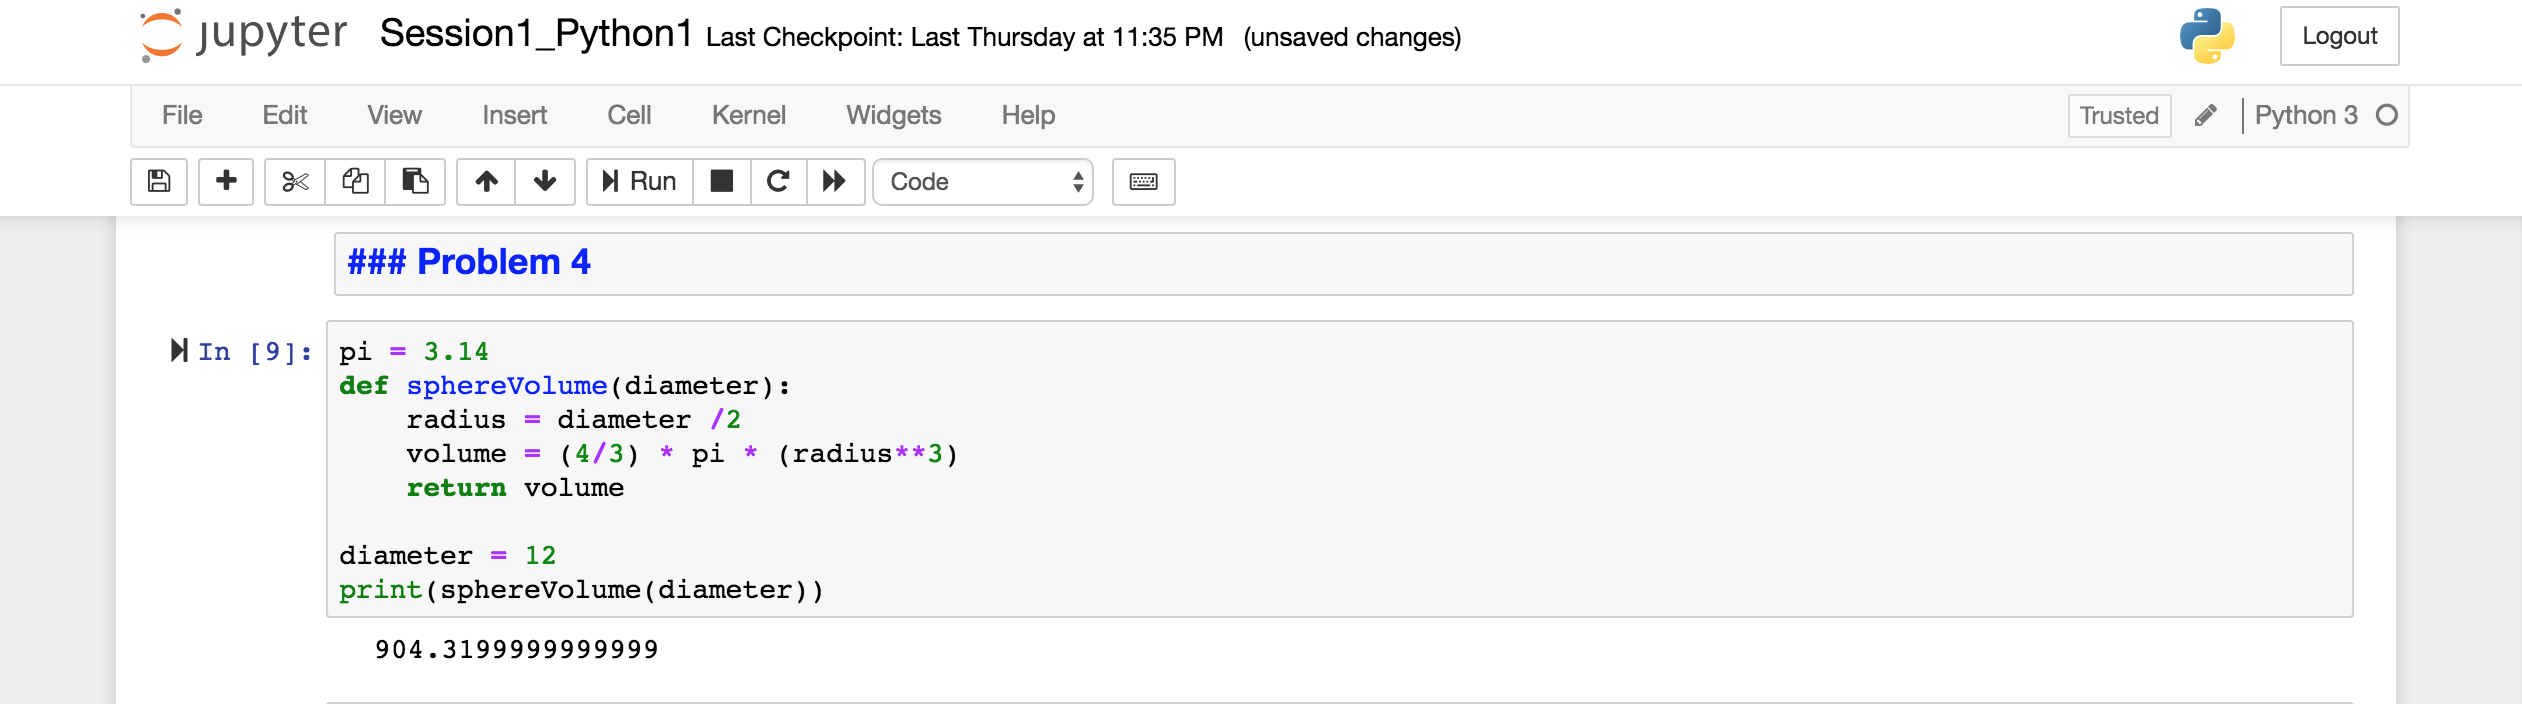 jupyter Session1_Python1 Last Checkpoint: Last Thursday at 11:35 PM (unsaved changes) Logout
File Edit View Insert Cell Kernel Widgets Help Trusted Python 3
Run Code
### Problem 4
In [9]: pi = 3.14
def sphereVolume(diameter):
    radius = diameter /2
    volume = (4/3) * pi * (radius**3)
    return volume
diameter = 12
print(sphereVolume(diameter))
904.3199999999999